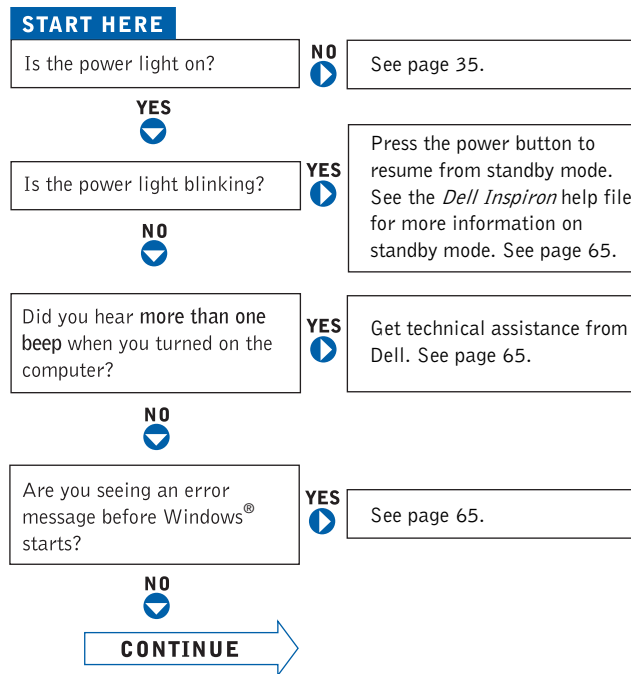 START HERE
Is the power light on?
NO
See page 35.
YES
Is the power light blinking?
YES
Press the power button to
resume from standby mode.
See the Dell Inspiron help file
for more information on
standby mode. See page 65.
NO
Did you hear more than one
beep when you turned on the
computer?
YES
Get technical assistance from
Dell. See page 65.
NO
Are you seeing an error
message before Windows®
starts?
YES
See page 65.
NO
CONTINUE